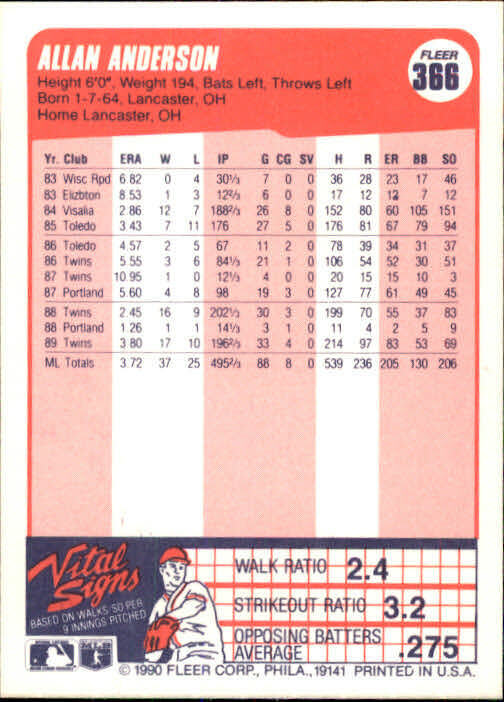 ALLAN ANDERSON
FLEER
366
Height 6'0", Weight 194, Bats Left, Throws Left
Born 1-7-64, Lancaster, OH
Home Lancaster, OH
Yr. Club ERA W L IP G CG SV H R ER BB SO
83 Wisc Rpd 6.82 0 4 30⅓ 7 0 0 36 28 23 17 46
83 Elizbton 8.53 1 3 12⅔ 6 0 0 17 12 12 7 12
84 Visalia 2.86 12 7 188⅔ 26 8 0 152 80 60 105 151
85 Toledo 3.43 7 11 176 27 5 0 176 81 67 79 94
86 Toledo 4.57 2 5 67 11 2 0 78 39 34 31 37
86 Twins 5.55 3 6 84⅓ 21 1 0 106 54 52 30 51
87 Twins 10.95 1 0 12⅓ 4 0 0 20 15 15 10 3
87 Portland 5.60 4 8 98 19 3 0 127 77 61 49 45
88 Twins 2.45 16 9 202⅓ 30 3 0 199 70 55 37 83
88 Portland 1.26 1 1 14⅓ 3 1 0 11 4 2 5 9
89 Twins 3.80 17 10 196⅔ 33 4 0 214 97 83 53 69
ML Totals 3.72 37 25 495⅔ 88 8 0 539 236 205 130 206
Vital Signs
BASED ON WALKS, SO PER
9 INNINGS PITCHED
WALK RATIO 2.4
STRIKEOUT RATIO 3.2
OPPOSING BATTERS
AVERAGE .275
MLB
© 1990 FLEER CORP., PHILA., 19141 PRINTED IN U.S.A.